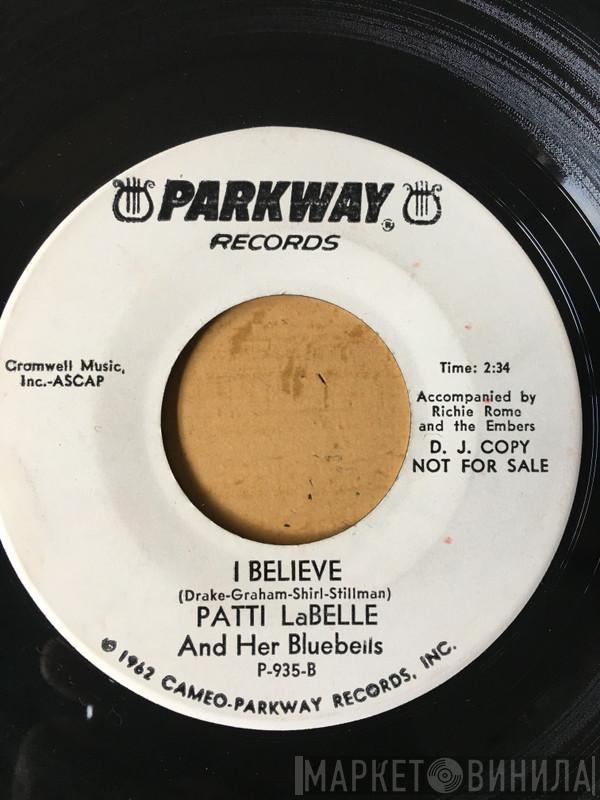 PARKWAY®
RECORDS
Cromwell Music,
Inc.-ASCAP
Time: 2:34
Accompanied by
Richie Rome
and the Embers
D. J. COPY
NOT FOR SALE
I BELIEVE
(Drake-Graham-Shirl-Stillman)
PATTI LaBELLE
And Her Bluebells
P-935-B
© 1962 CAMEO-PARKWAY RECORDS, INC.
МАРКЕТ ВИНИЛА